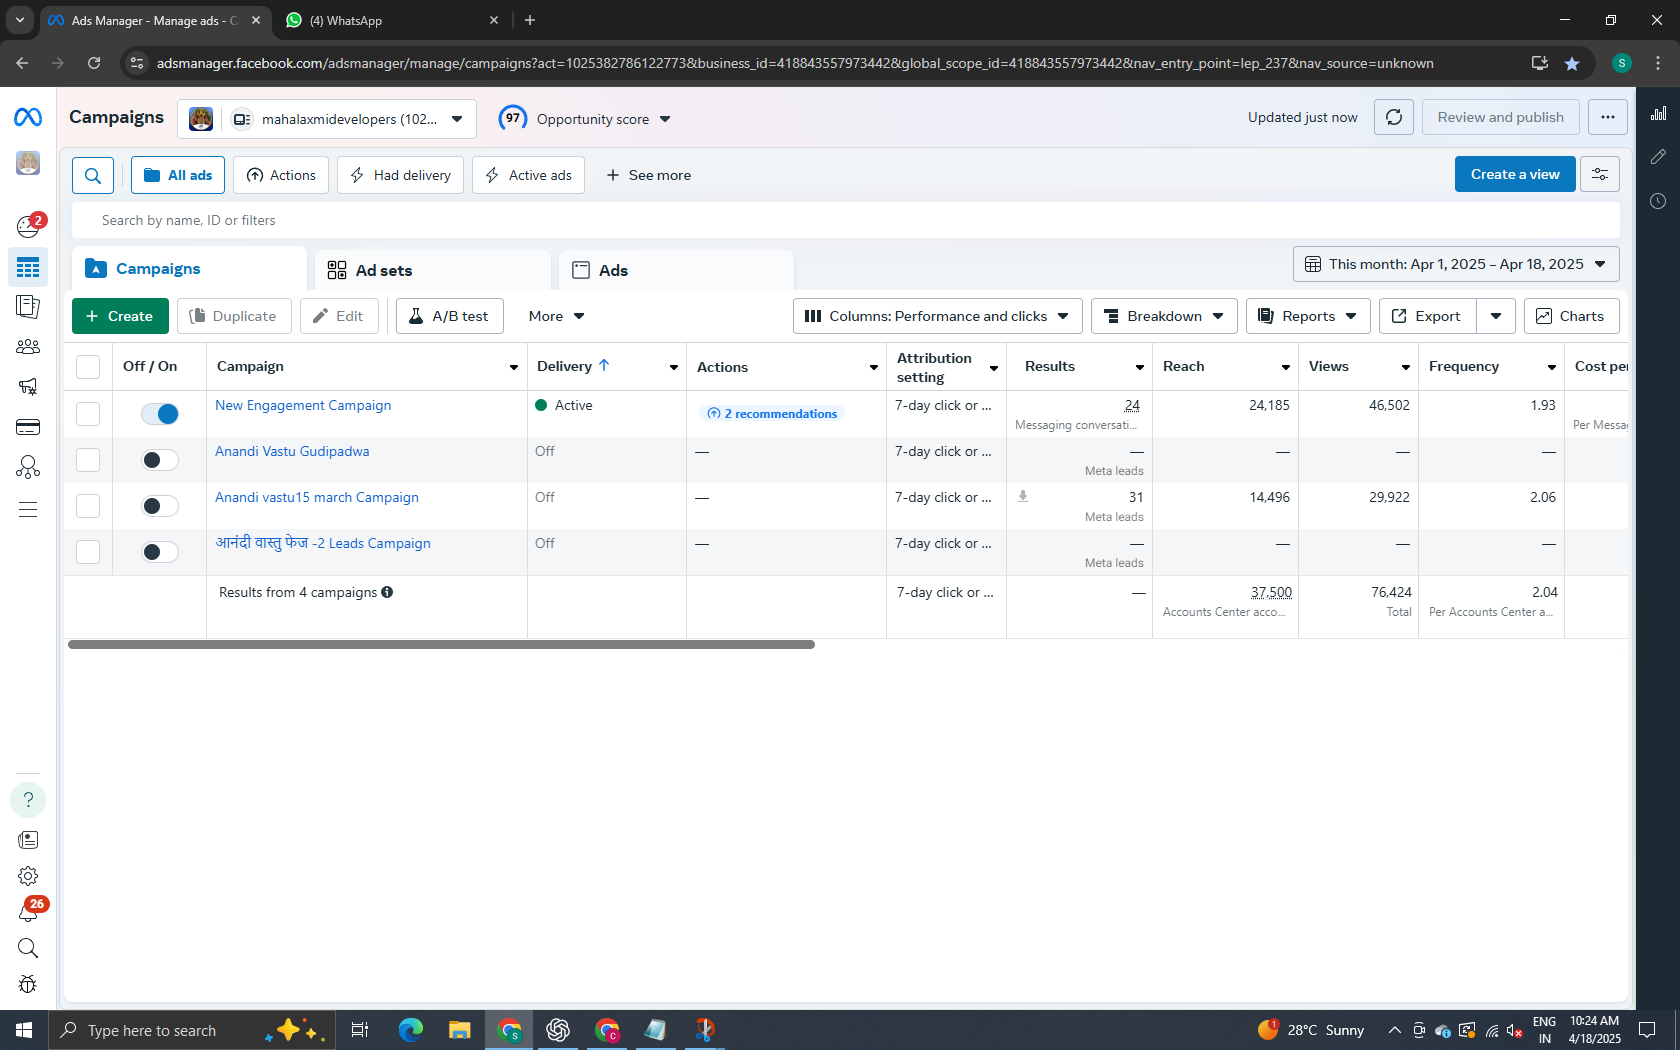 Ads Manager - Manage ads - C
(4) WhatsApp
adsmanager.facebook.com/adsmanager/manage/campaigns?act=1025382786122773&business_id=418843557973442&global_scope_id=418843557973442&nav_entry_point=lep_237&nav_source=unknown
S
Campaigns
mahalaxmidevelopers (102...
97
Opportunity score
Updated just now
Review and publish
All ads
Actions
Had delivery
Active ads
See more
Create a view
Search by name, ID or filters
2
Campaigns
Ad sets
Ads
This month: Apr 1, 2025 – Apr 18, 2025
Create
Duplicate
Edit
A/B test
More
Columns: Performance and clicks
Breakdown
Reports
Export
Charts
Off / On
Campaign
Delivery ↑
Actions
Attribution setting
Results
Reach
Views
Frequency
Cost per
New Engagement Campaign
Active
2 recommendations
7-day click or ...
24
24,185
46,502
1.93
Messaging conversati...
Per Messa
Anandi Vastu Gudipadwa
Off
—
7-day click or ...
—
—
—
—
Meta leads
Anandi vastu15 march Campaign
Off
—
7-day click or ...
31
14,496
29,922
2.06
Meta leads
आनंदी वास्तु फेज -2 Leads Campaign
Off
—
7-day click or ...
—
—
—
—
Meta leads
Results from 4 campaigns
7-day click or ...
—
37,500
76,424
2.04
Accounts Center acco...
Total
Per Accounts Center a...
?
26
Type here to search
S
C
1
28°C Sunny
ENG
IN
10:24 AM
4/18/2025